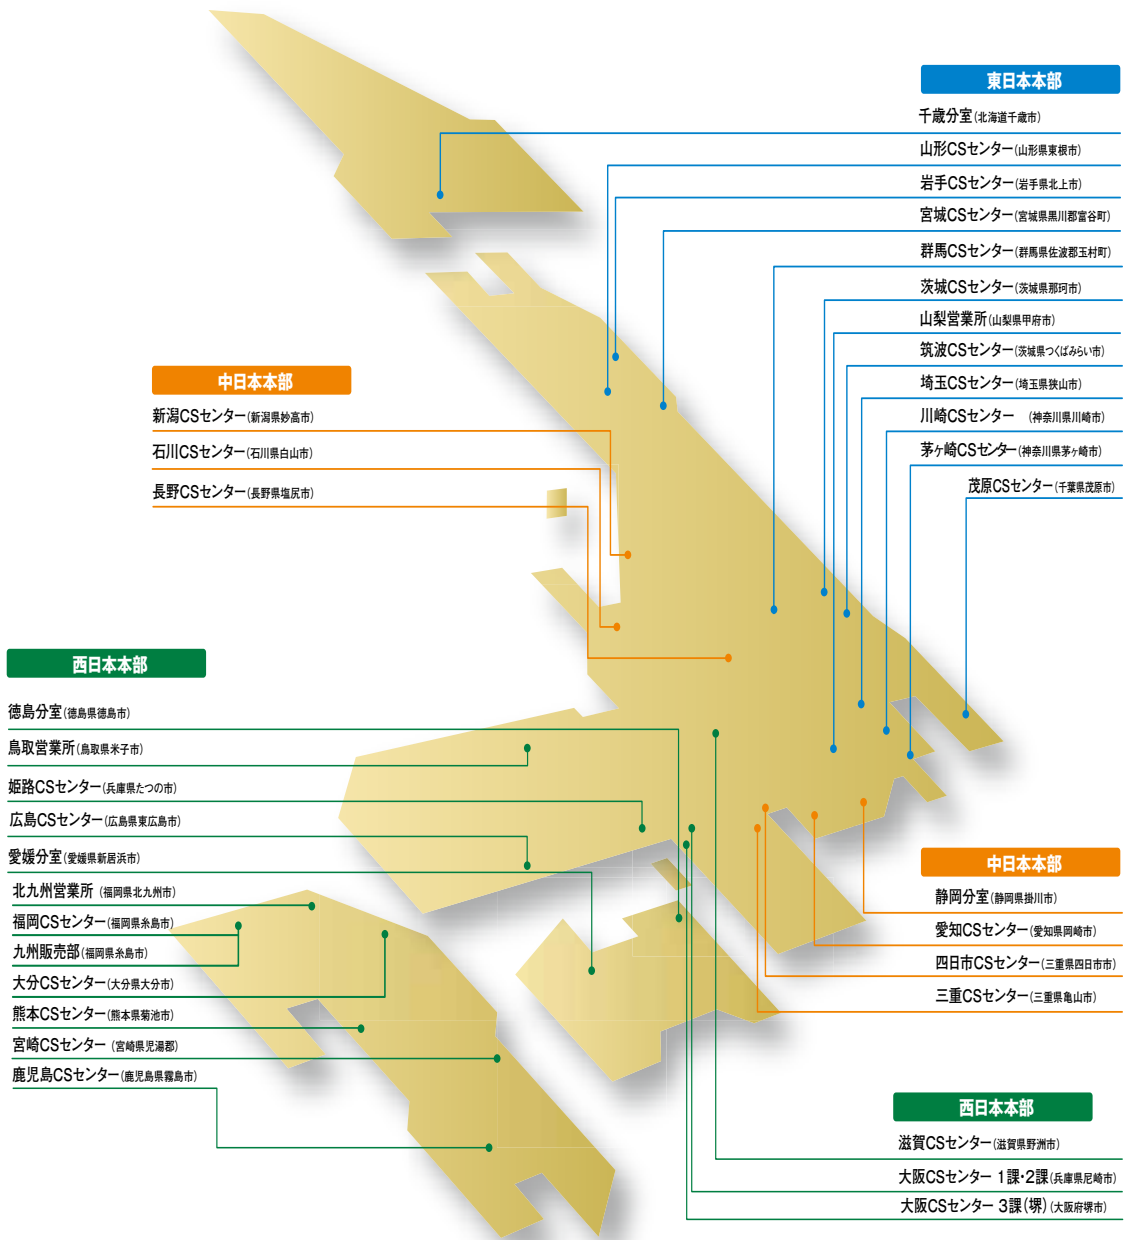 東日本本部
千歳分室(北海道千歳市)
山形CSセンター(山形県東根市)
岩手CSセンター(岩手県北上市)
宮城CSセンター(宮城県黒川郡富谷町)
群馬CSセンター(群馬県佐波郡玉村町)
茨城CSセンター(茨城県那珂市)
山梨営業所(山梨県甲府市)
筑波CSセンター(茨城県つくばみらい市)
埼玉CSセンター(埼玉県狭山市)
川崎CSセンター (神奈川県川崎市)
茅ヶ崎CSセンター(神奈川県茅ヶ崎市)
茂原CSセンター(千葉県茂原市)
中日本本部
新潟CSセンター(新潟県妙高市)
石川CSセンター(石川県白山市)
長野CSセンター(長野県塩尻市)
西日本本部
徳島分室(徳島県徳島市)
鳥取営業所(鳥取県米子市)
姫路CSセンター(兵庫県たつの市)
広島CSセンター(広島県東広島市)
愛媛分室(愛媛県新居浜市)
北九州営業所(福岡県北九州市)
福岡CSセンター(福岡県糸島市)
九州販売部(福岡県糸島市)
大分CSセンター(大分県大分市)
熊本CSセンター(熊本県菊池市)
宮崎CSセンター(宮崎県児湯郡)
鹿児島CSセンター(鹿児島県霧島市)
中日本本部
静岡分室(静岡県掛川市)
愛知CSセンター(愛知県岡崎市)
四日市CSセンター(三重県四日市市)
三重CSセンター(三重県亀山市)
西日本本部
滋賀CSセンター(滋賀県野洲市)
大阪CSセンター 1課・2課(兵庫県尼崎市)
大阪CSセンター 3課(堺)(大阪府堺市)